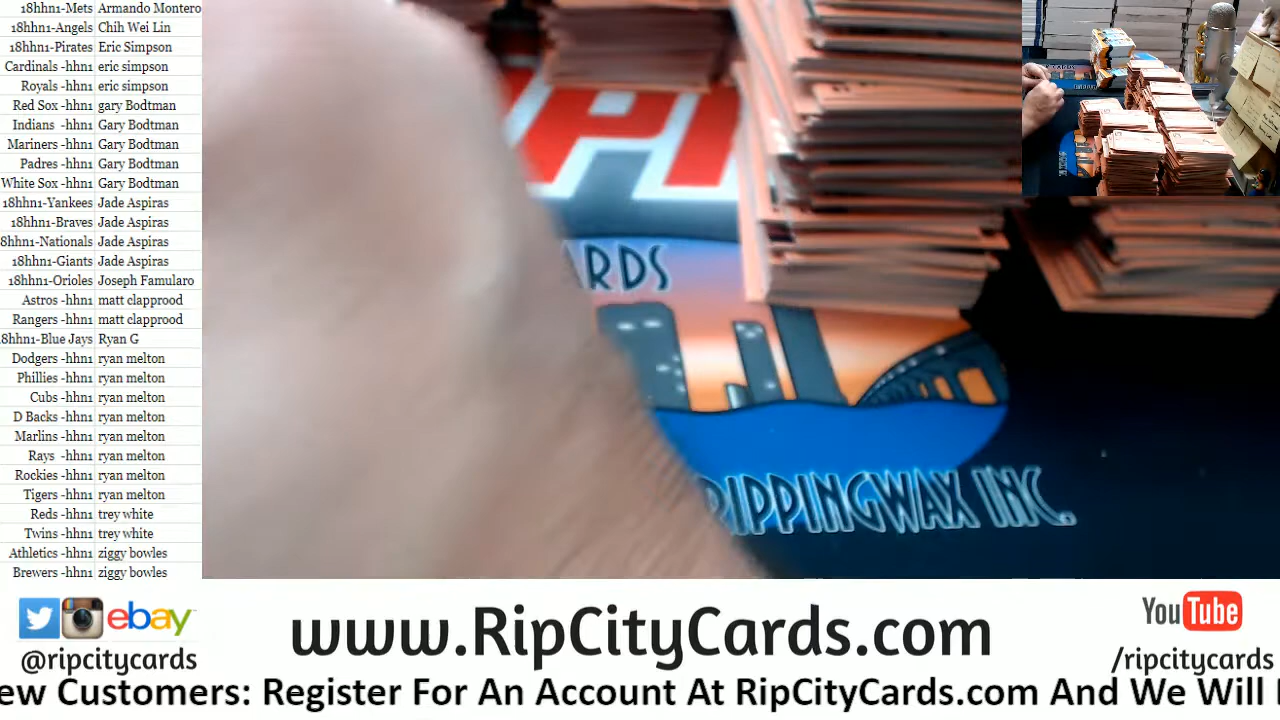 18hhn1-Mets Armando Montero
18hhn1-Angels Chih Wei Lin
18hhn1-Pirates Eric Simpson
Cardinals -hhn1 eric simpson
Royals -hhn1 eric simpson
Red Sox -hhn1 gary Bodtman
Indians -hhn1 Gary Bodtman
Mariners -hhn1 Gary Bodtman
Padres -hhn1 Gary Bodtman
White Sox -hhn1 Gary Bodtman
18hhn1-Yankees Jade Aspiras
18hhn1-Braves Jade Aspiras
8hhn1-Nationals Jade Aspiras
18hhn1-Giants Jade Aspiras
18hhn1-Orioles Joseph Famularo
Astros -hhn1 matt clapprood
Rangers -hhn1 matt clapprood
8hhn1-Blue Jays Ryan G
Dodgers -hhn1 ryan melton
Phillies -hhn1 ryan melton
Cubs -hhn1 ryan melton
D Backs -hhn1 ryan melton
Marlins -hhn1 ryan melton
Rays -hhn1 ryan melton
Rockies -hhn1 ryan melton
Tigers -hhn1 ryan melton
Reds -hhn1 trey white
Twins -hhn1 trey white
Athletics -hhn1 ziggy bowles
Brewers -hhn1 ziggy bowles
PI
ARDS
RIPPINGWAX INC.
ebay
@ripcitycards
www.RipCityCards.com
YouTube
/ripcitycards
ew Customers: Register For An Account At RipCityCards.com And We Will